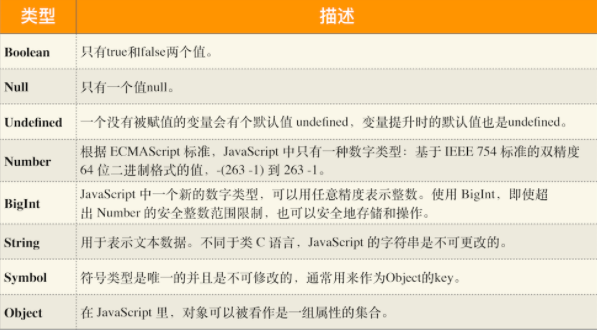 类型 描述
Boolean 只有true和false两个值。
Null 只有一个值null。
Undefined 一个没有被赋值的变量会有个默认值 undefined，变量提升时的默认值也是undefined。
Number 根据 ECMAScript 标准，JavaScript 中只有一种数字类型：基于 IEEE 754 标准的双精度
64 位二进制格式的值，-(263 -1) 到 263 -1。
BigInt JavaScript 中一个新的数字类型，可以用任意精度表示整数。使用 BigInt，即使超
出 Number 的安全整数范围限制，也可以安全地存储和操作。
String 用于表示文本数据。不同于类 C 语言，JavaScript 的字符串是不可更改的。
Symbol 符号类型是唯一的并且是不可修改的，通常用来作为Object的key。
Object 在 JavaScript 里，对象可以被看作是一组属性的集合。